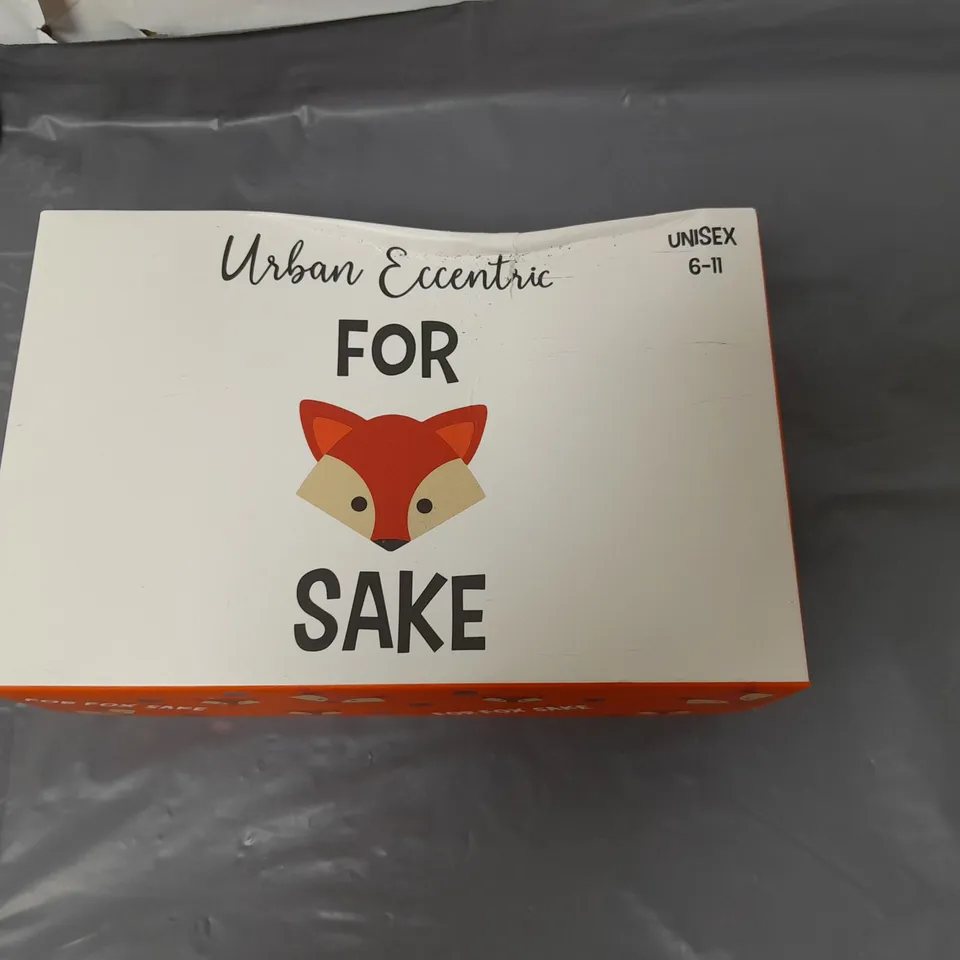 Urban Eccentric
UNISEX
6-11
FOR
SAKE
FOR FOX SAKE
FOR FOX SAKE